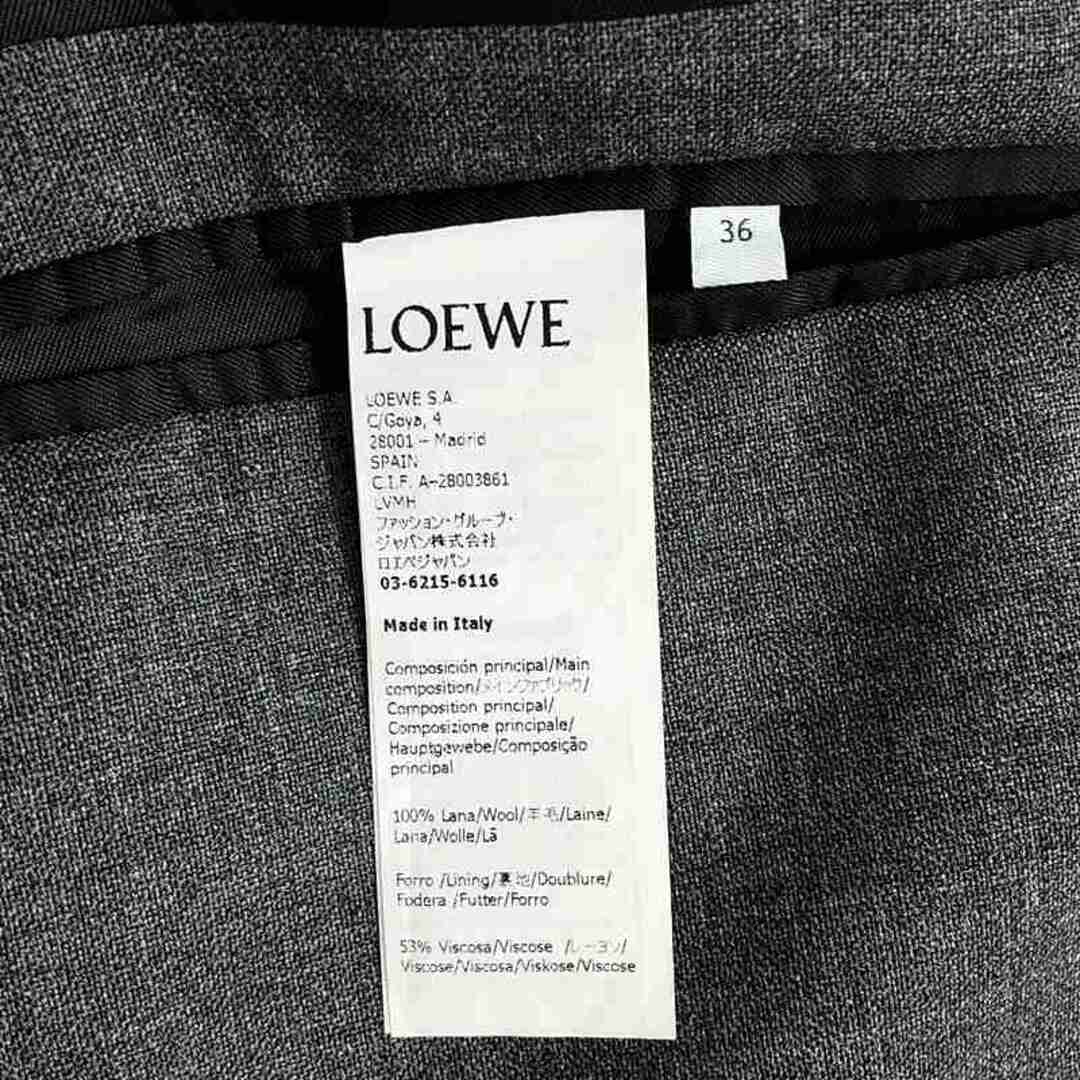 36
LOEWE
LOEWE S.A.
C/Goya, 4
28001 – Madrid
SPAIN
C.I.F. A-28003861
LVMH
ファッション・グループ・
ジャパン株式会社
ロエベジャパン
03-6215-6116
Made in Italy
Composición principal/Main
composition/メインファブリック/
Composition principal/
Composizione principale/
Hauptgewebe/Composição
principal
100% Lana/Wool/羊毛/Laine/
Lana/Wolle/Lã
Forro /Lining/裏地/Doublure/
Fodera /Futter/Forro
53% Viscosa/Viscose /レーヨン/
Viscose/Viscosa/Viskose/Viscose